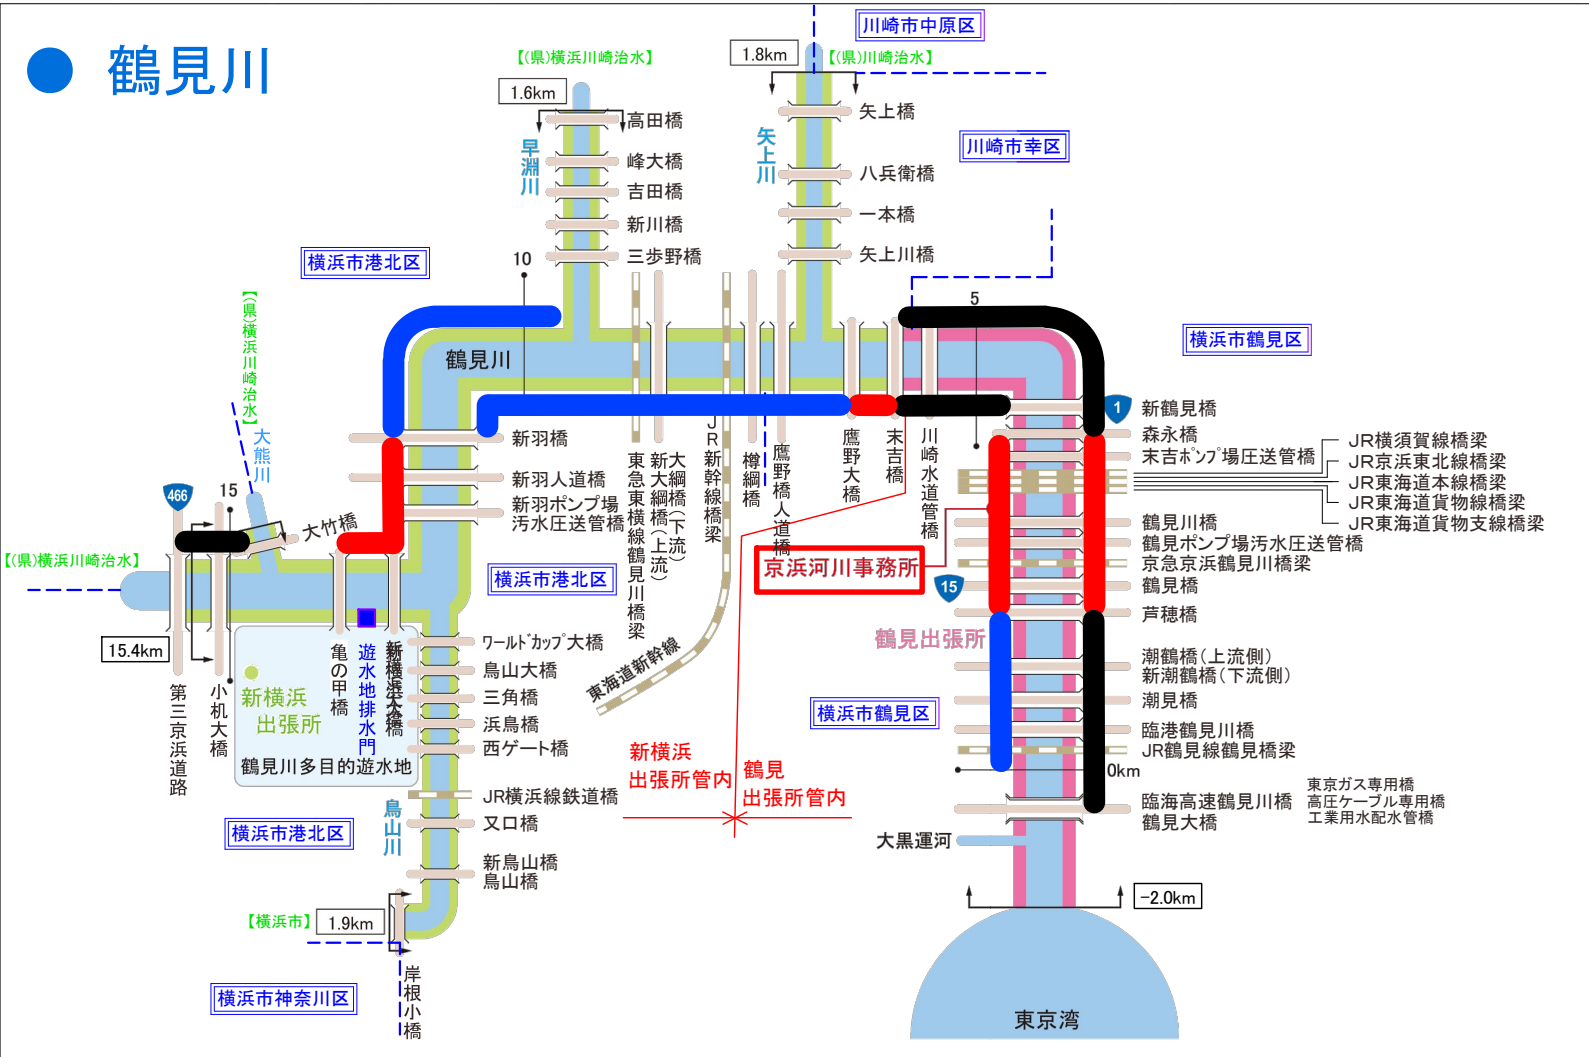 鶴見川
川崎市中原区
【(県)横浜川崎治水】
1.8km
【(県)川崎治水】
1.6km
高田橋
矢上橋
早淵川
矢上川
川崎市幸区
峰大橋
八兵衛橋
吉田橋
一本橋
新川橋
三歩野橋
矢上川橋
横浜市港北区
10
5
【(県)横浜川崎治水】
横浜市鶴見区
鶴見川
1
新鶴見橋
新羽橋
森永橋
末吉ポンプ場圧送管橋
JR横須賀線橋梁
JR京浜東北線橋梁
JR東海道本線橋梁
JR東海道貨物線橋梁
JR東海道貨物支線橋梁
大熊川
新羽人道橋
新羽ポンプ場
汚水圧送管橋
東急東横線鶴見川橋梁
新大綱橋(上流)
大綱橋(下流)
JR新幹線橋梁
樽綱橋
鷹野橋人道橋
鷹野大橋
末吉橋
川崎水道管橋
466
15
大竹橋
鶴見川橋
鶴見ポンプ場汚水圧送管橋
京急京浜鶴見川橋梁
【(県)横浜川崎治水】
横浜市港北区
京浜河川事務所
15
鶴見橋
芦穂橋
鶴見出張所
15.4km
ワールドカップ大橋
鳥山大橋
三角橋
浜鳥橋
西ゲート橋
潮鶴橋(上流側)
新潮鶴橋(下流側)
潮見橋
臨港鶴見川橋
JR鶴見線鶴見橋梁
第三京浜道路
小机大橋
新横浜
出張所
亀の甲橋
遊水地排水門
新横浜大橋
鶴見川多目的遊水地
東海道新幹線
横浜市鶴見区
新横浜
出張所管内
鶴見
出張所管内
0km
JR横浜線鉄道橋
又口橋
鳥山川
横浜市港北区
新鳥山橋
鳥山橋
臨海高速鶴見川橋
鶴見大橋
東京ガス専用橋
高圧ケーブル専用橋
工業用水配水管橋
大黒運河
【横浜市】
1.9km
-2.0km
岸根小橋
横浜市神奈川区
東京湾